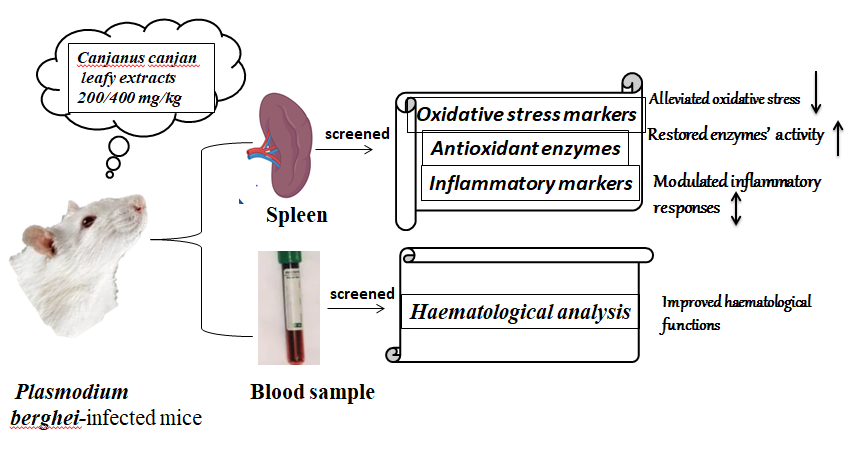 Canjanus canjan
leafy extracts
200/400 mg/kg
screened
Spleen
Oxidative stress markers
Antioxidant enzymes
Inflammatory markers
Alleviated oxidative stress
Restored enzymes' activity
Modulated inflammatory
responses
screened
Haematological analysis
Improved haematological
functions
Plasmodium
berghei-infected mice
Blood sample